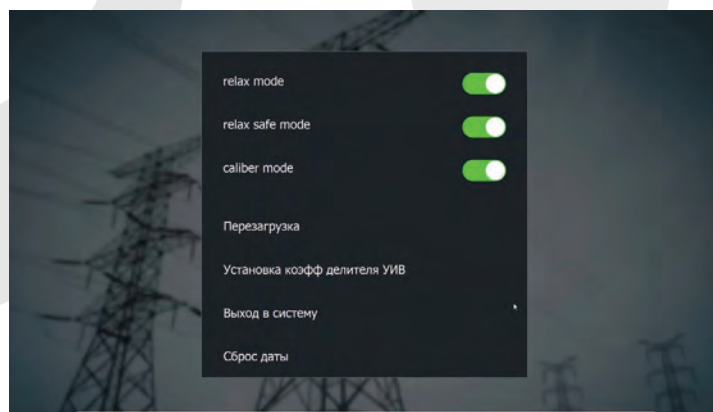 relax mode
relax safe mode
caliber mode
Перезагрузка
Установка коэфф делителя УИВ
Выход в систему
Сброс даты